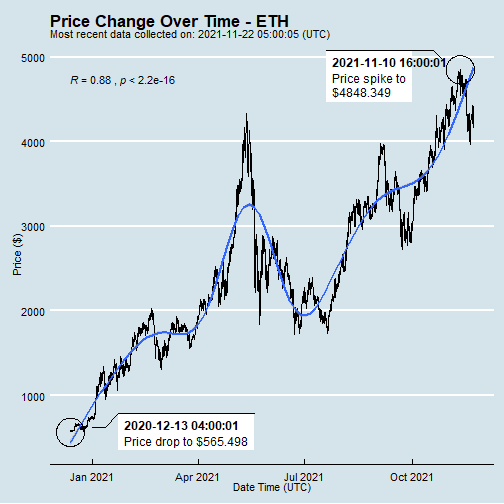 Price Change Over Time - ETH
Most recent data collected on: 2021-11-22 05:00:05 (UTC)
5000
2021-11-10 16:00:01
Price spike to
$4848.349
R = 0.88 , p < 2.2e-16
4000
3000
Price ($)
2000
1000
2020-12-13 04:00:01
Price drop to $565.498
Jan 2021
Apr 2021
Jul 2021
Oct 2021
Date Time (UTC)